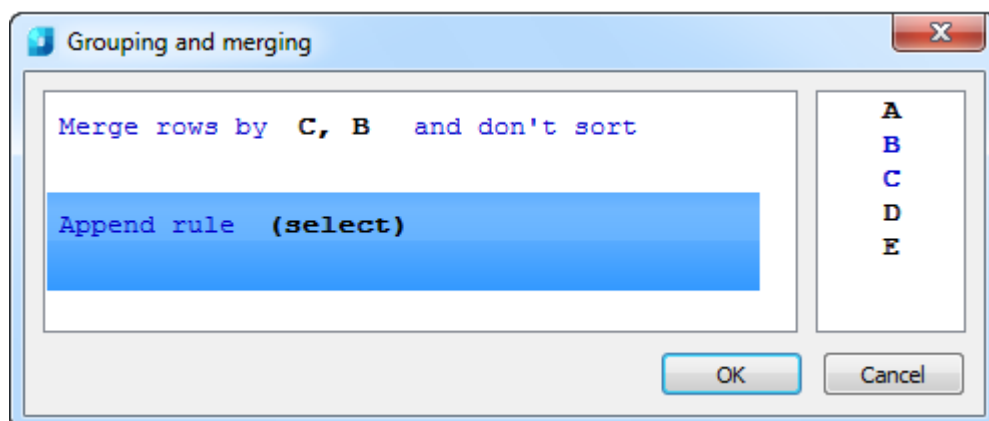 Grouping and merging
Merge rows by C, B and don't sort
Append rule (select)
A
B
C
D
E
OK
Cancel